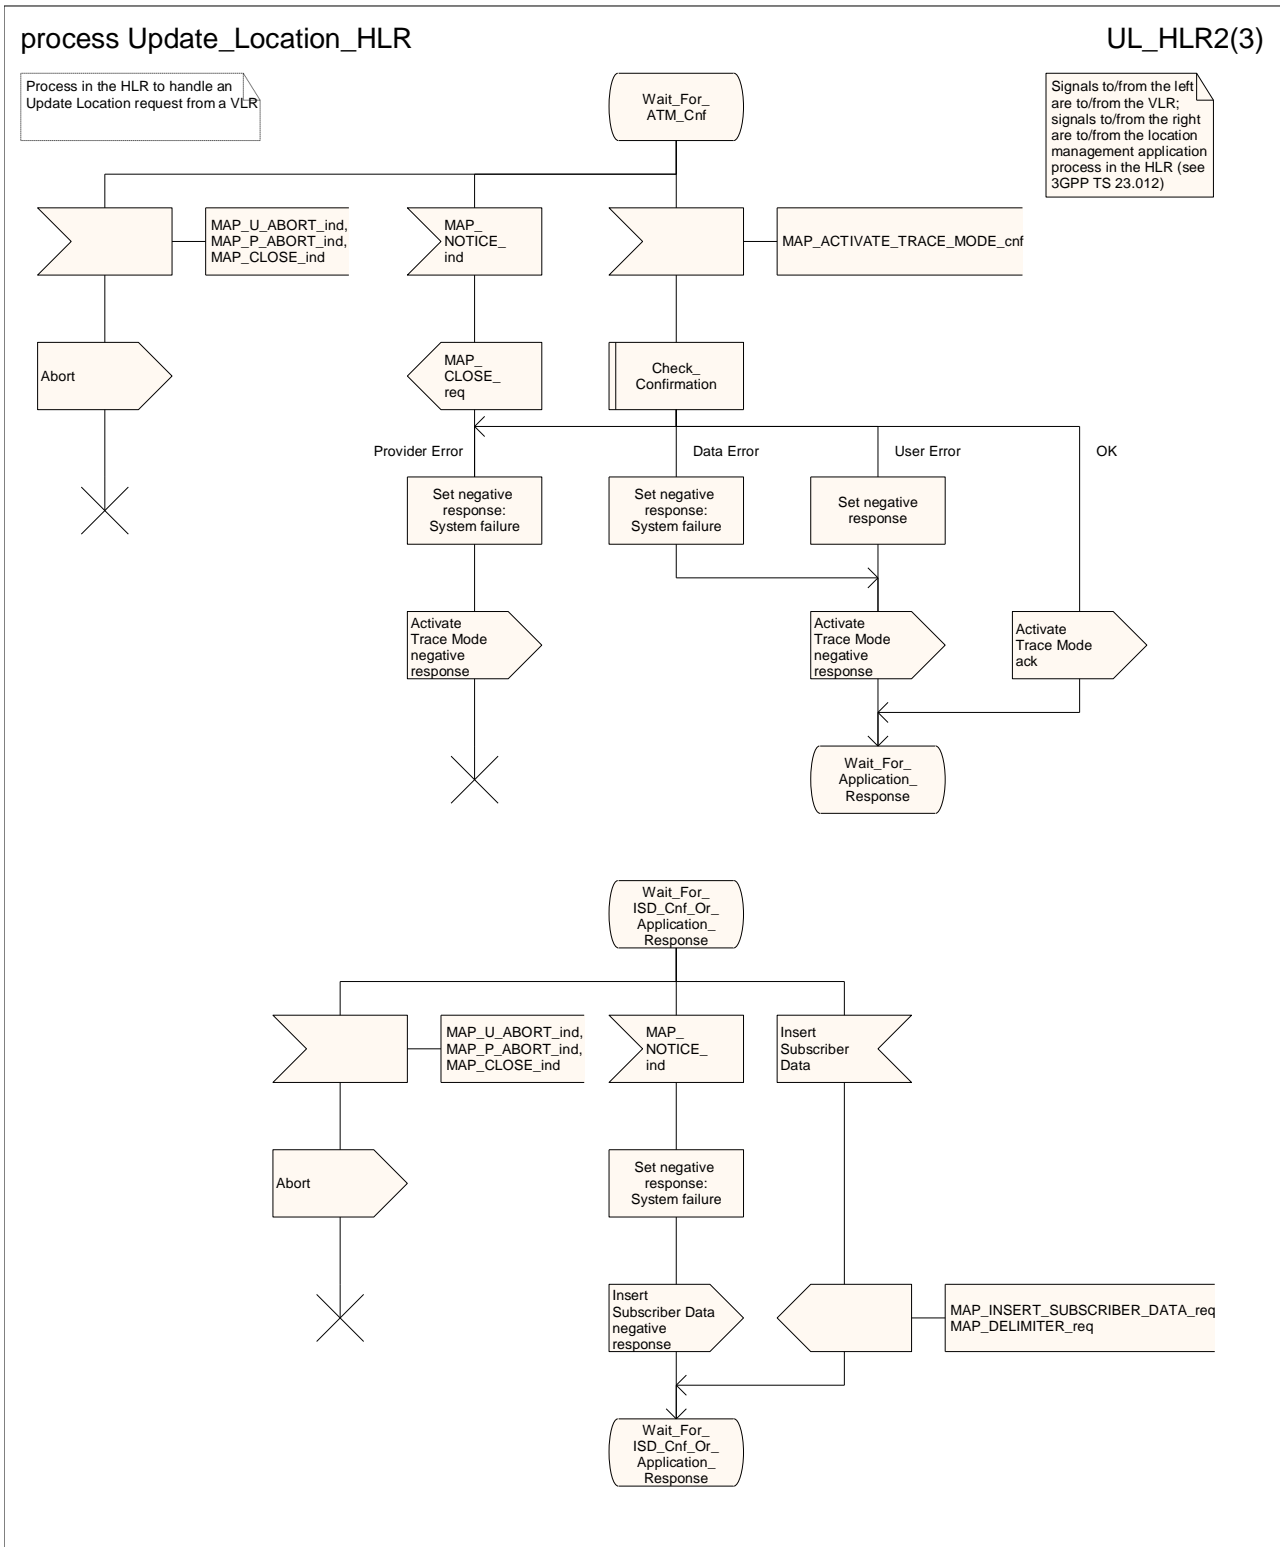 process Update_Location_HLR
UL_HLR2(3)
Process in the HLR to handle an
Update Location request from a VLR
Wait_For_
ATM_Cnf
Signals to/from the left
are to/from the VLR;
signals to/from the right
are to/from the location
management application
process in the HLR (see
3GPP TS 23.012)
MAP_U_ABORT_ind,
MAP_P_ABORT_ind,
MAP_CLOSE_ind
MAP_
NOTICE_
ind
MAP_ACTIVATE_TRACE_MODE_cnf
Abort
MAP_
CLOSE_
req
Check_
Confirmation
Provider Error
Data Error
User Error
OK
Set negative
response:
System failure
Set negative
response:
System failure
Set negative
response
Activate
Trace Mode
negative
response
Activate
Trace Mode
negative
response
Activate
Trace Mode
ack
Wait_For_
Application_
Response
Wait_For_
ISD_Cnf_Or_
Application_
Response
MAP_U_ABORT_ind,
MAP_P_ABORT_ind,
MAP_CLOSE_ind
MAP_
NOTICE_
ind
Insert
Subscriber
Data
Abort
Set negative
response:
System failure
Insert
Subscriber Data
negative
response
MAP_INSERT_SUBSCRIBER_DATA_req
MAP_DELIMITER_req
Wait_For_
ISD_Cnf_Or_
Application_
Response